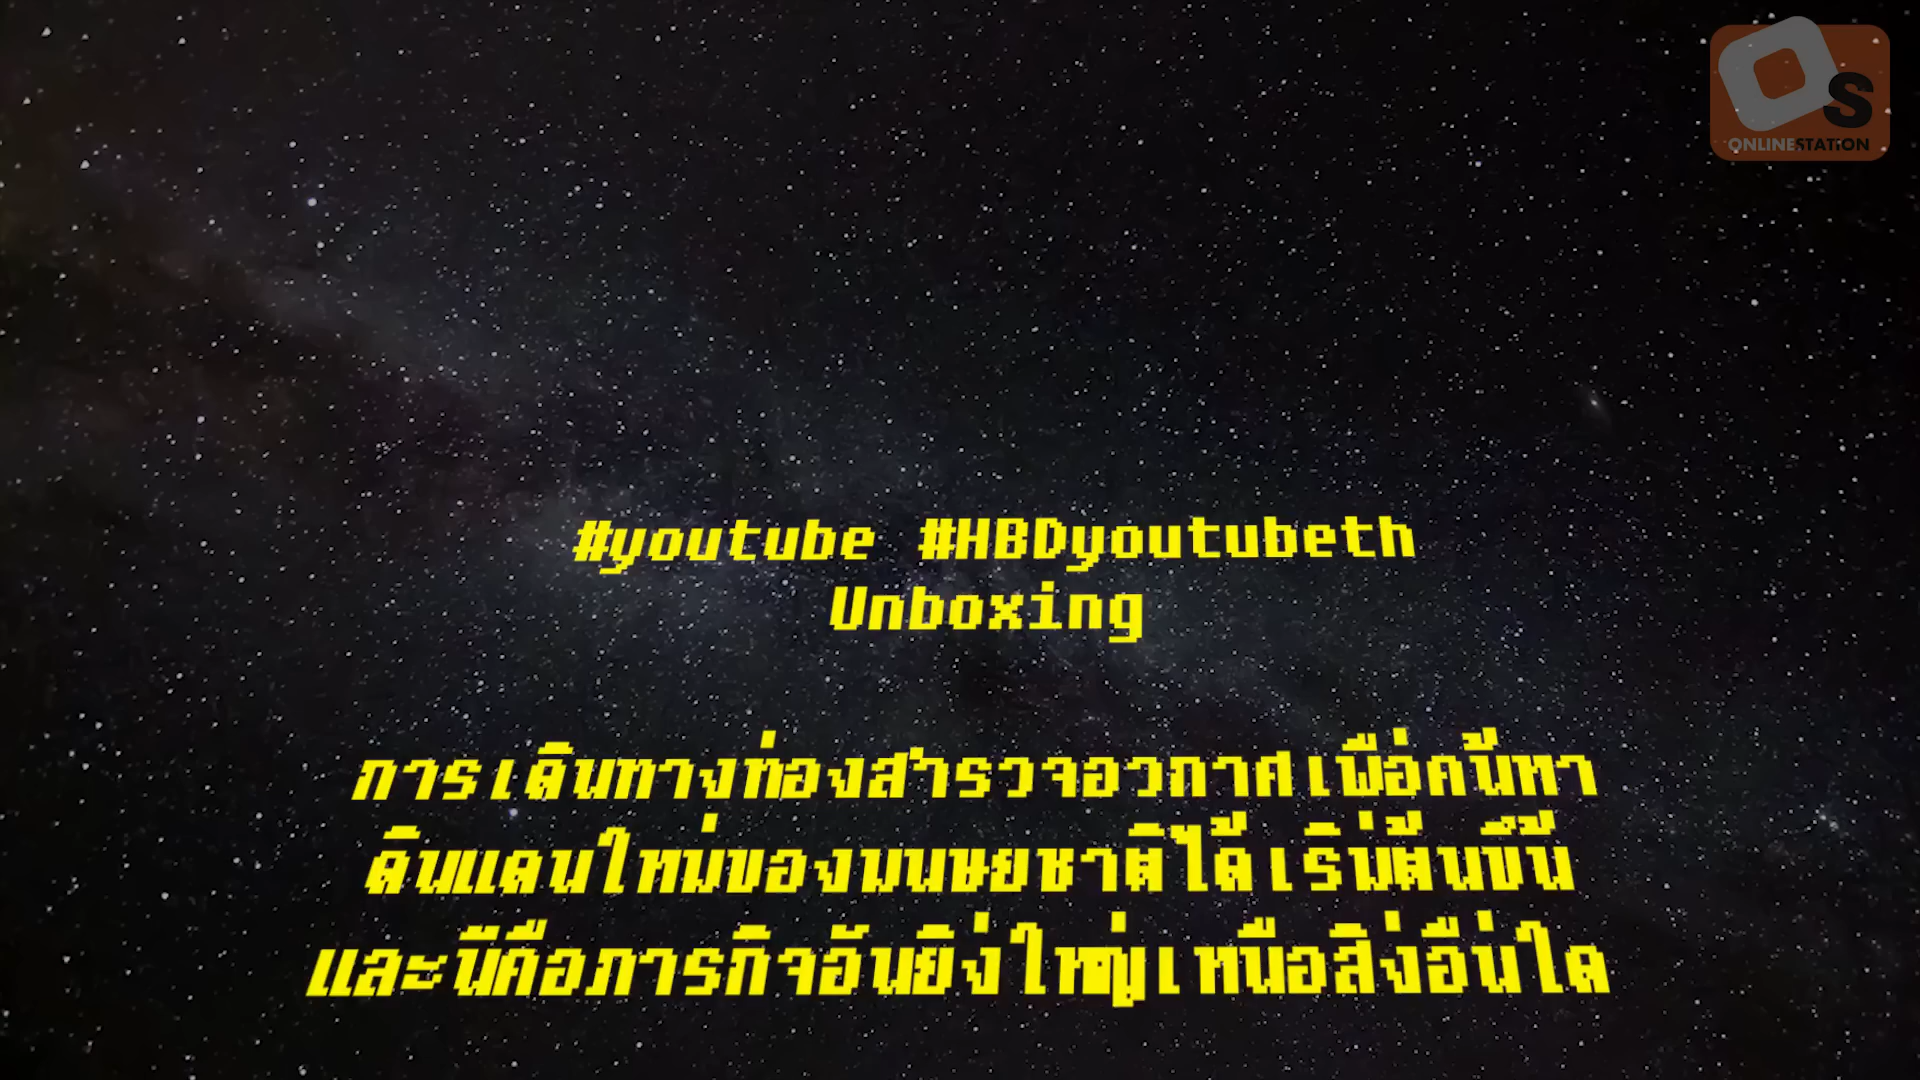 OS
ONLINESTATION
#youtube #HBDyoutubeth
Unboxing
การเดินทางท่องสำรวจอวกาศเพื่อค้นหา
ดินแดนใหม่ของมนุษยชาติได้เริ่มต้นขึ้น
และนี่คือภารกิจอันยิ่งใหญ่เหนือสิ่งอื่นใด